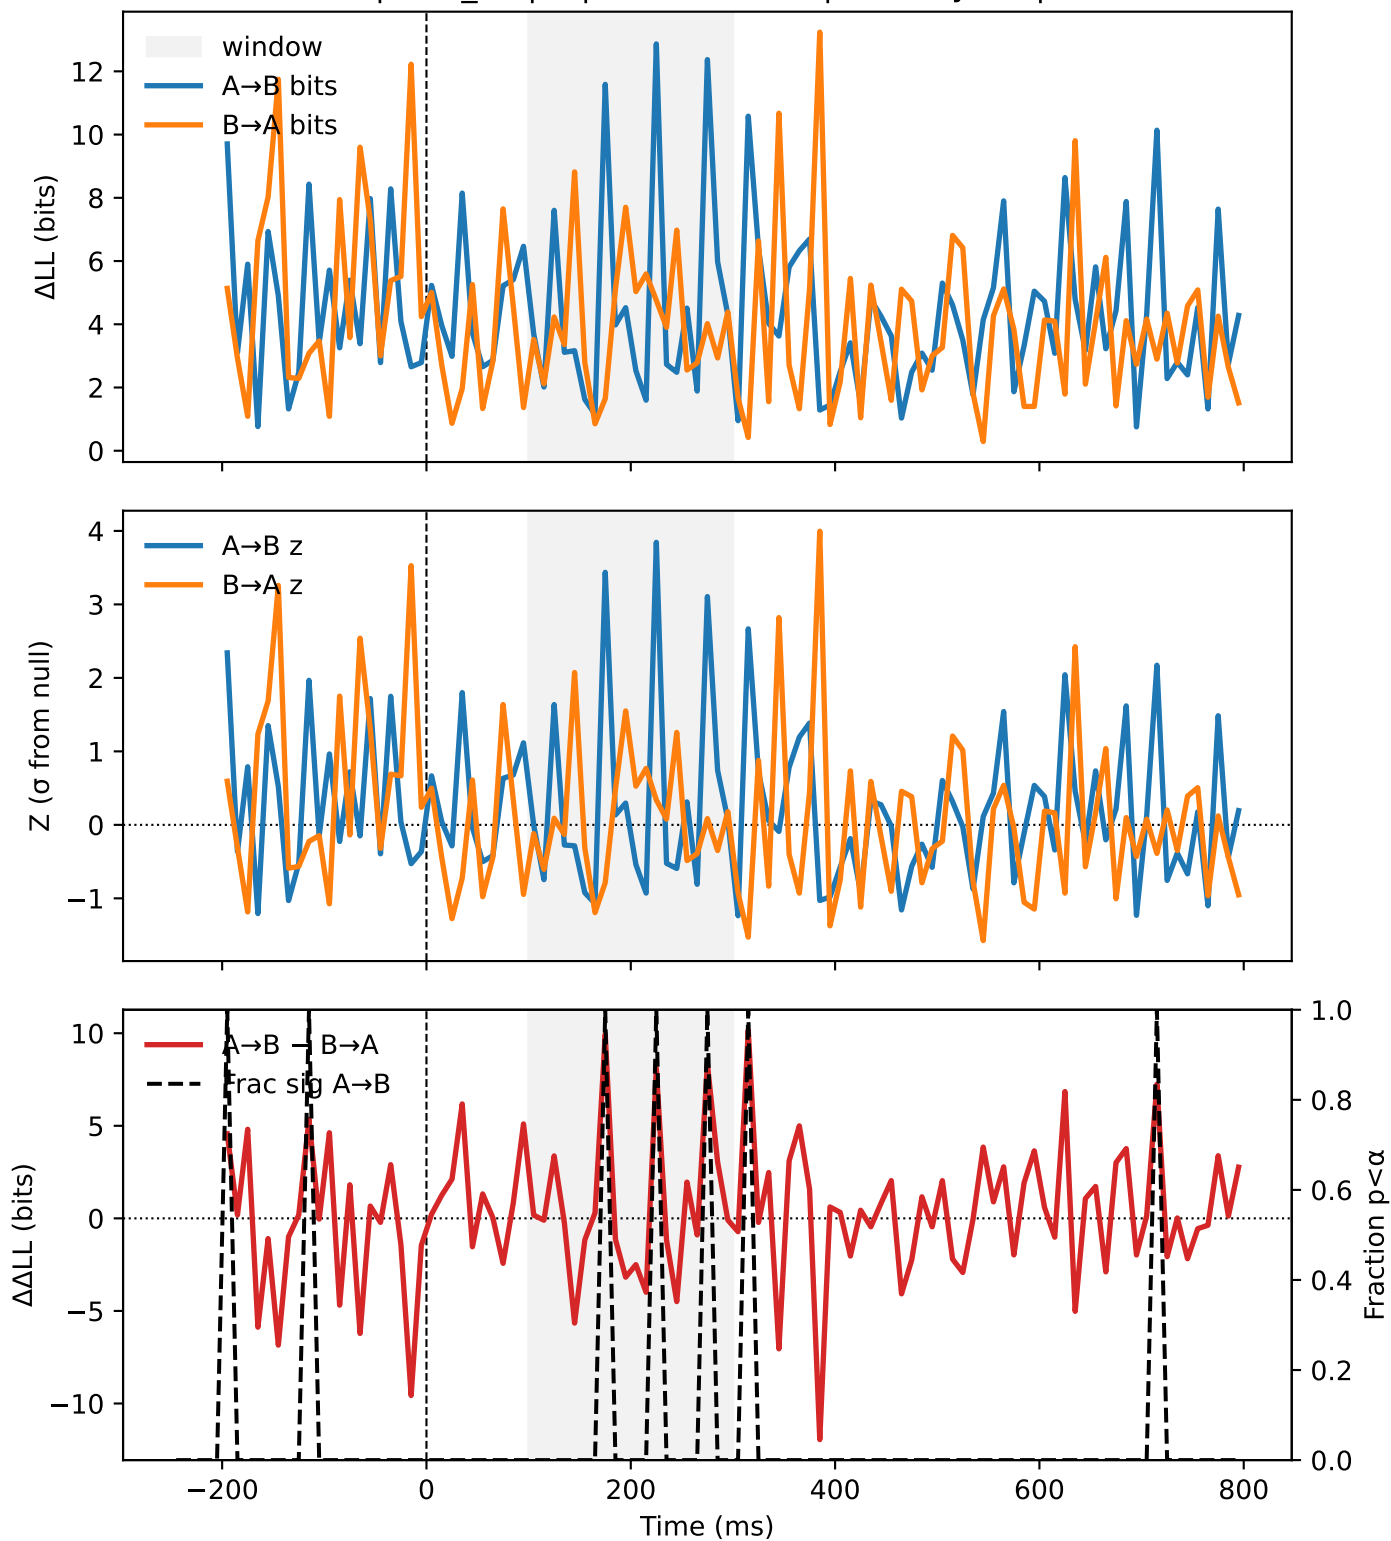 window
A→B bits
B→A bits
ΔLL (bits)
12
10
8
6
4
2
0
A→B z
B→A z
Z (σ from null)
4
3
2
1
0
−1
A→B − B→A
Frac sig A→B
ΔΔLL (bits)
10
5
0
−5
−10
1.0
0.8
0.6
0.4
0.2
0.0
Fraction p<α
−200
0
200
400
600
800
Time (ms)